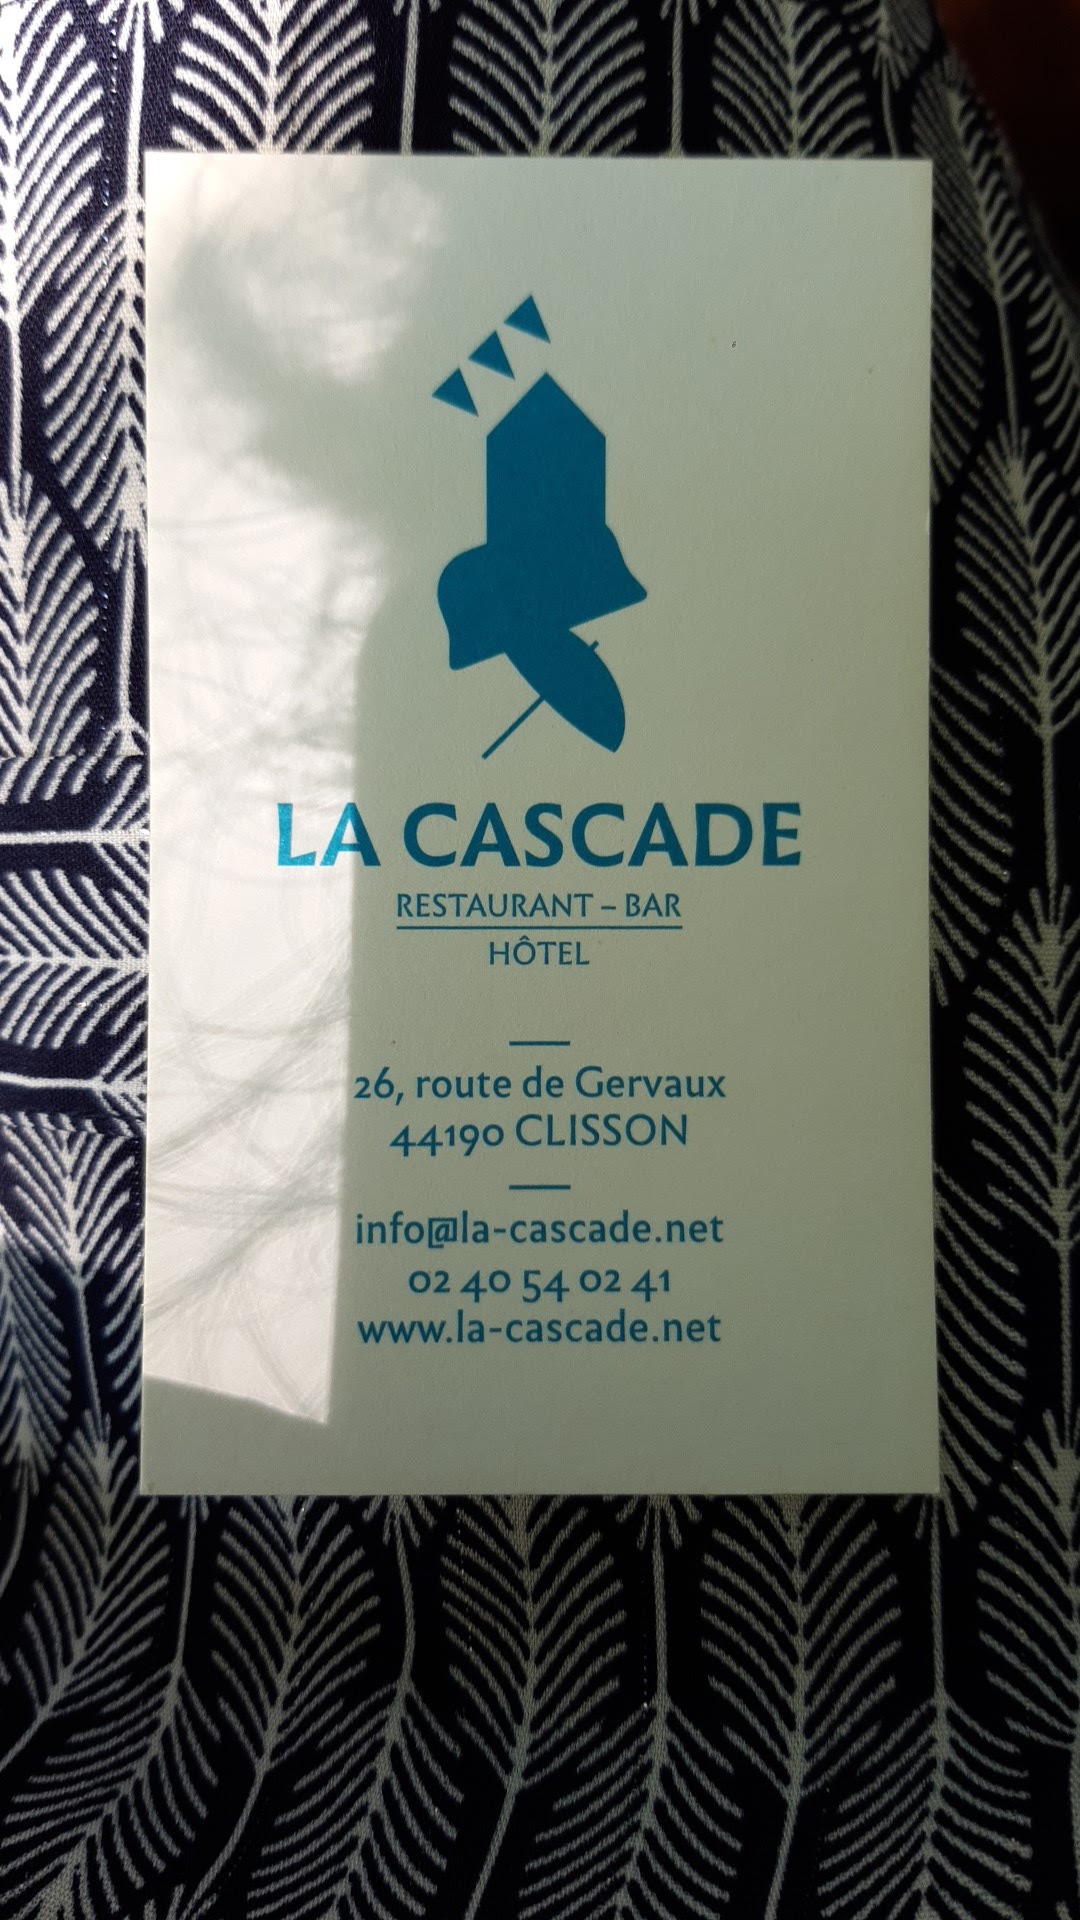 LA CASCADE
RESTAURANT – BAR
HÔTEL
26, route de Gervaux
44190 CLISSON
info@la-cascade.net
02 40 54 02 41
www.la-cascade.net